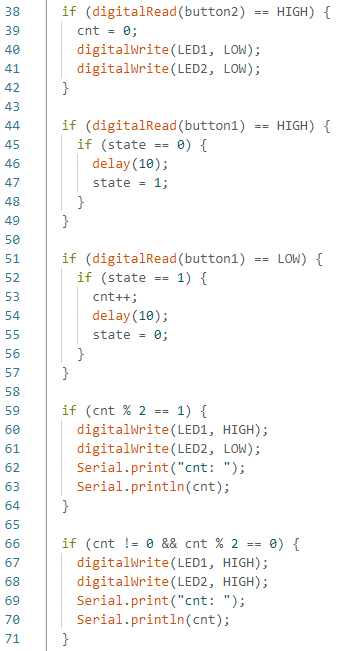 38 if (digitalRead(button2) == HIGH) {
39 cnt = 0;
40 digitalWrite(LED1, LOW);
41 digitalWrite(LED2, LOW);
42 }
43
44 if (digitalRead(button1) == HIGH) {
45 if (state == 0) {
46 delay(10);
47 state = 1;
48 }
49 }
50
51 if (digitalRead(button1) == LOW) {
52 if (state == 1) {
53 cnt++;
54 delay(10);
55 state = 0;
56 }
57 }
58
59 if (cnt % 2 == 1) {
60 digitalWrite(LED1, HIGH);
61 digitalWrite(LED2, LOW);
62 Serial.print("cnt: ");
63 Serial.println(cnt);
64 }
65
66 if (cnt != 0 && cnt % 2 == 0) {
67 digitalWrite(LED1, HIGH);
68 digitalWrite(LED2, HIGH);
69 Serial.print("cnt: ");
70 Serial.println(cnt);
71 }